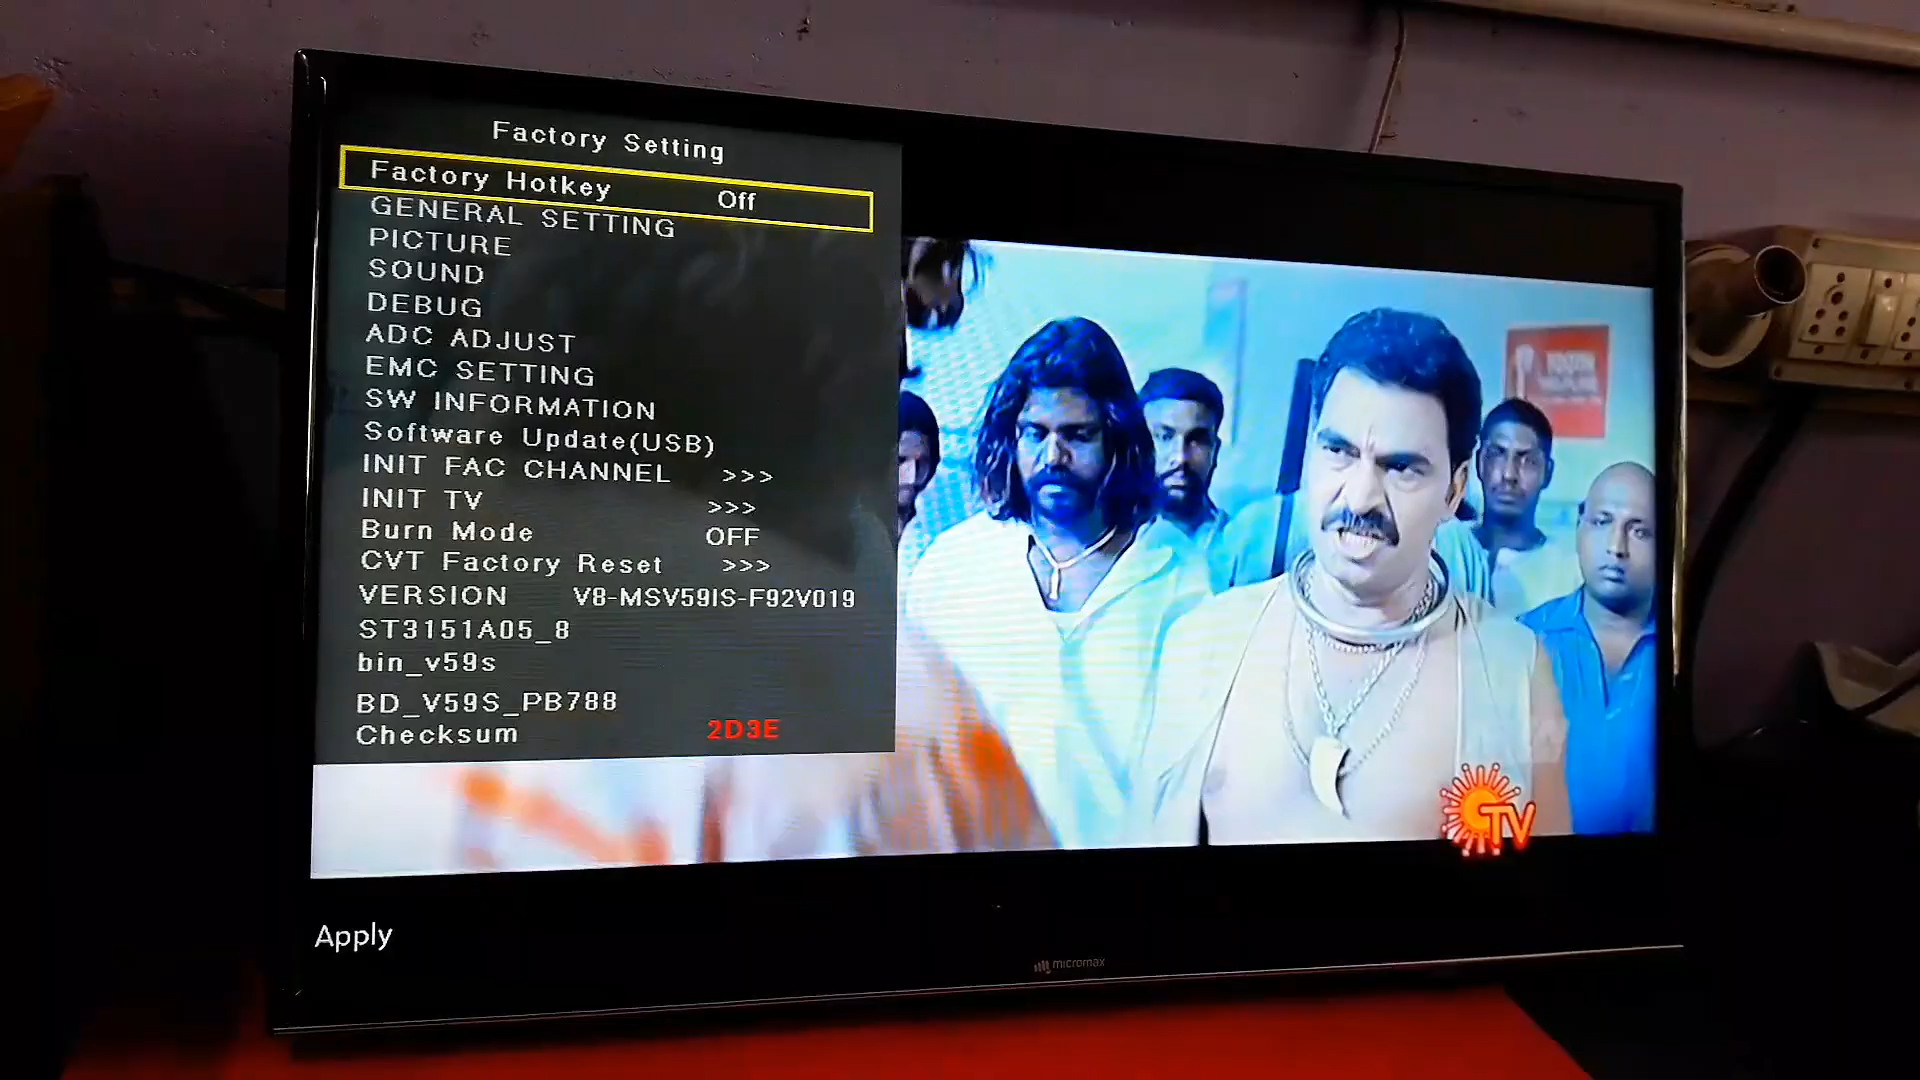 Factory Setting
Factory Hotkey Off
GENERAL SETTING
PICTURE
SOUND
DEBUG
ADC ADJUST
EMC SETTING
SW INFORMATION
Software Update(USB)
INIT FAC CHANNEL >>>
INIT TV >>>
Burn Mode OFF
CVT Factory Reset >>>
VERSION V8-MSV59IS-F92V019
ST3151A05_8
bin_v59s
BD_V59S_PB788
Checksum 2D3E
TV
Apply
micromax